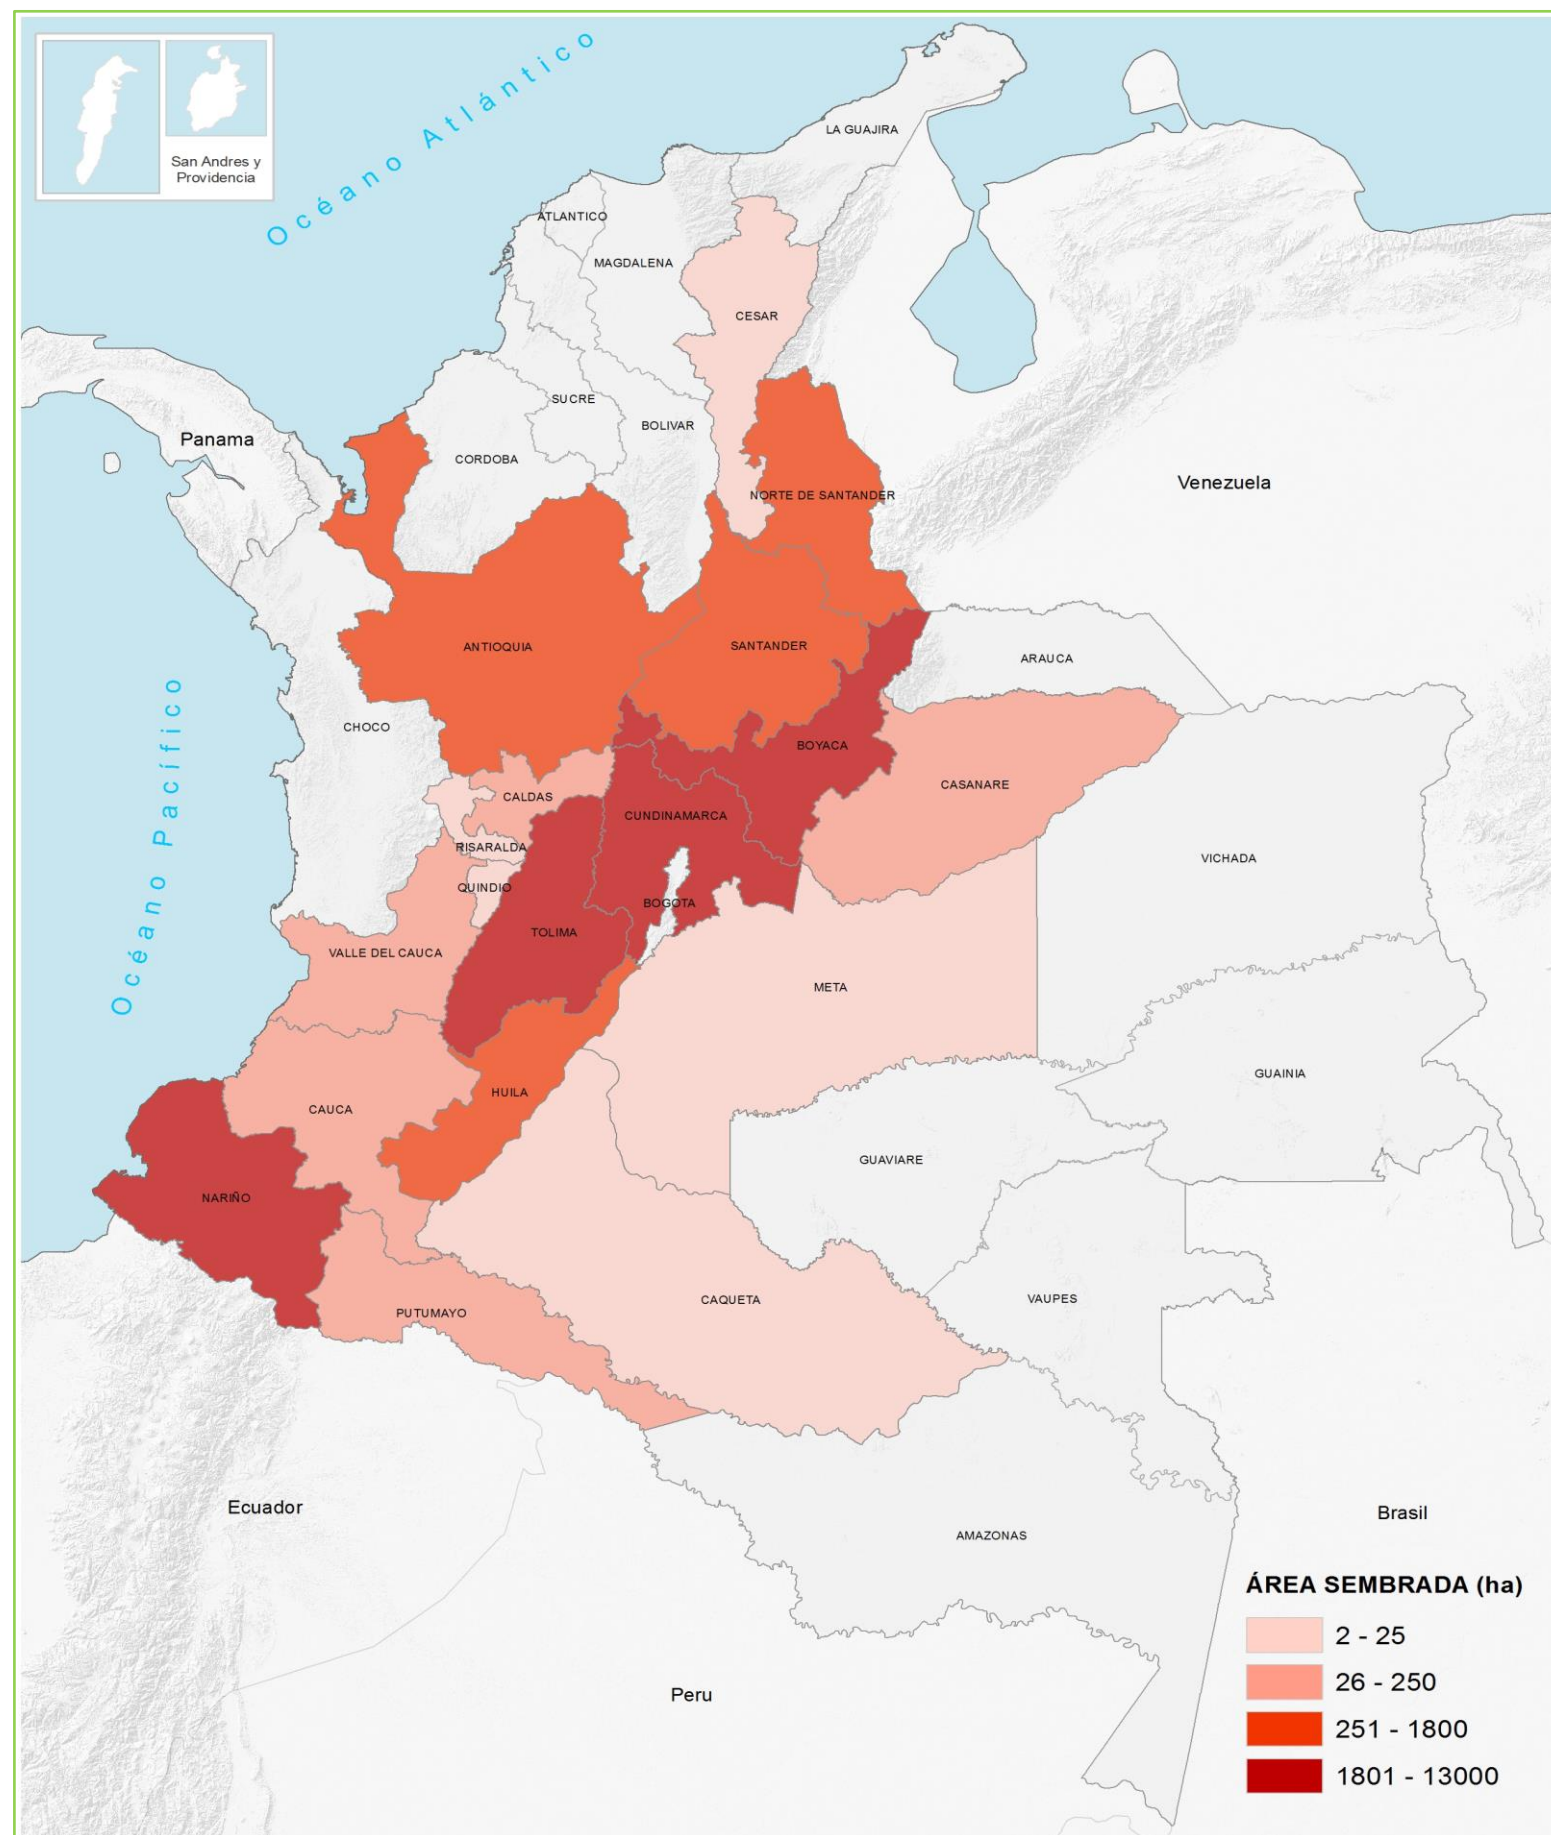 San Andres y
Providencia
Océano Atlántico
LA GUAJIRA
ATLANTICO
MAGDALENA
CESAR
SUCRE
BOLIVAR
Panama
CORDOBA
Venezuela
NORTE DE SANTANDER
ANTIOQUIA
SANTANDER
ARAUCA
Océano Pacífico
CHOCO
BOYACA
CASANARE
CALDAS
CUNDINAMARCA
RISARALDA
VICHADA
QUINDIO
BOGOTA
TOLIMA
VALLE DEL CAUCA
META
GUAINIA
HUILA
CAUCA
GUAVIARE
NARIÑO
CAQUETA
VAUPES
PUTUMAYO
Ecuador
Brasil
AMAZONAS
Peru
ÁREA SEMBRADA (ha)
2 - 25
26 - 250
251 - 1800
1801 - 13000